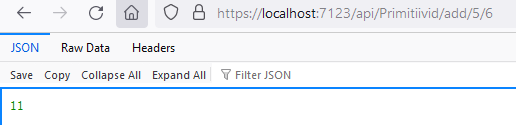 https://localhost:7123/api/Primitiivid/add/5/6
JSON Raw Data Headers
Save Copy Collapse All Expand All Filter JSON
11